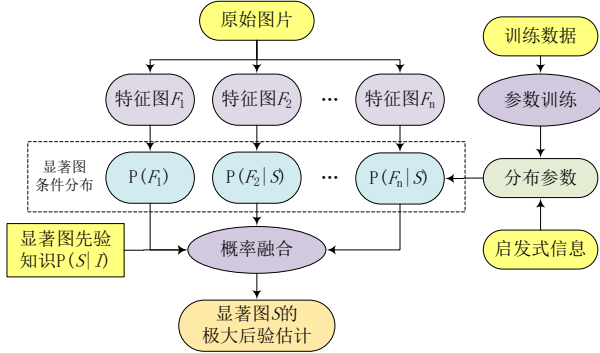 原始图片
训练数据
特征图F1
特征图F2
...
特征图Fn
参数训练
显著图
条件分布
P(F1)
P(F2|S)
...
P(Fn|S)
分布参数
显著图先验
知识P(S|I)
概率融合
启发式信息
显著图S的
极大后验估计